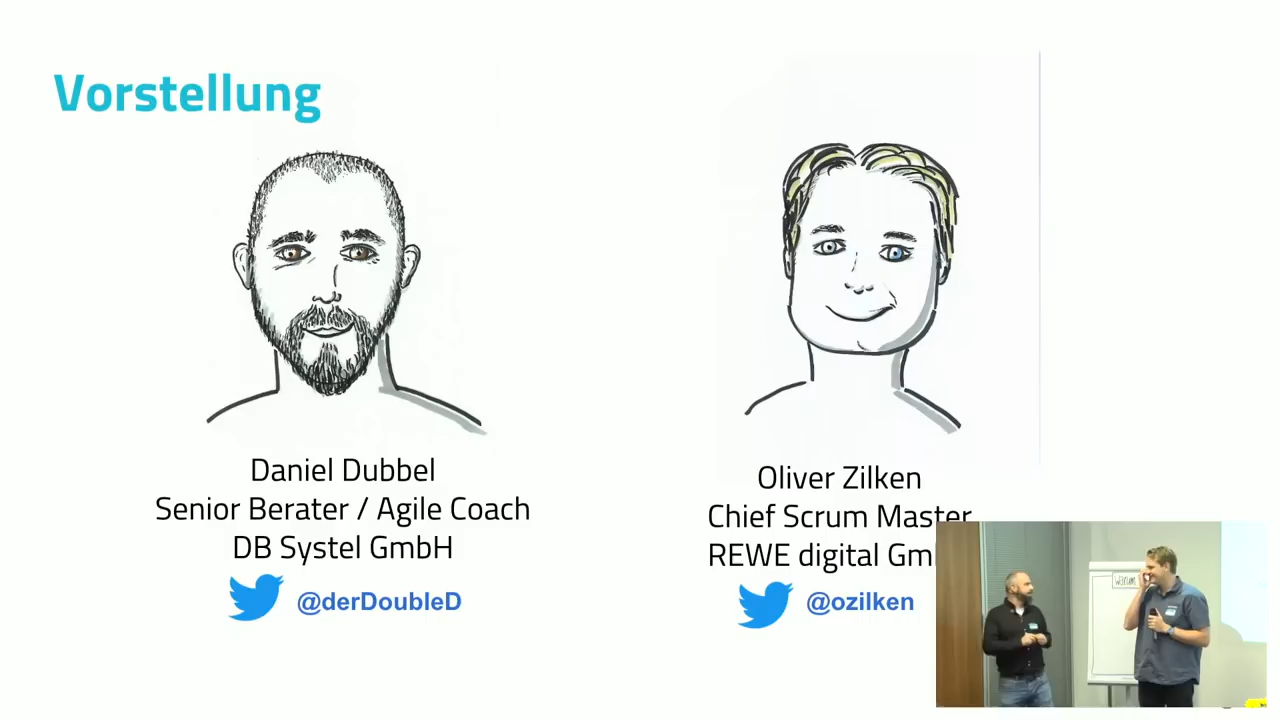 Vorstellung
Daniel Dubbel
Senior Berater / Agile Coach
DB Systel GmbH
@derDoubleD
Oliver Zilken
Chief Scrum Master
REWE digital
@ozilken
Warum